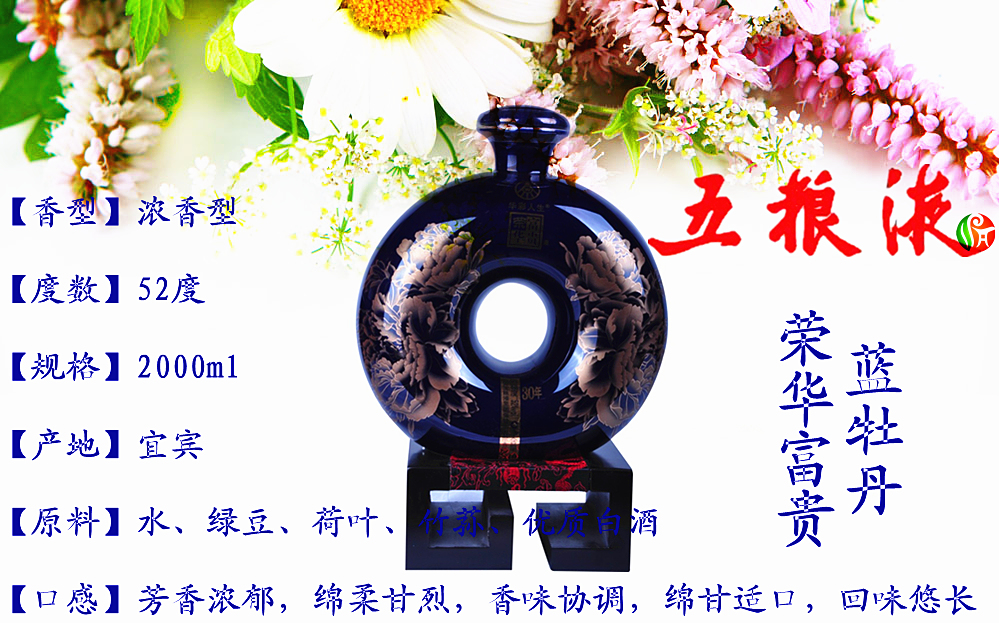 五粮液
【香型】浓香型
【度数】52度
【规格】2000ml
【产地】宜宾
【原料】水、绿豆、荷叶、竹荪、优质白酒
【口感】芳香浓郁，绵柔甘烈，香味协调，绵甘适口，回味悠长
蓝牡丹
荣华富贵
30年